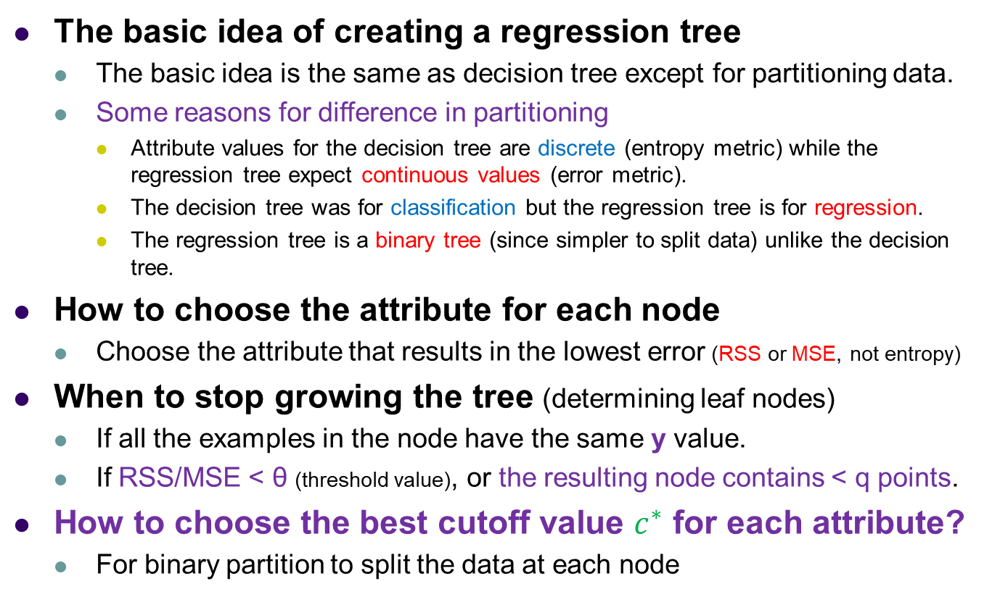 The basic idea of creating a regression tree
The basic idea is the same as decision tree except for partitioning data.
Some reasons for difference in partitioning
Attribute values for the decision tree are discrete (entropy metric) while the
regression tree expect continuous values (error metric).
The decision tree was for classification but the regression tree is for regression.
The regression tree is a binary tree (since simpler to split data) unlike the decision
tree.
How to choose the attribute for each node
Choose the attribute that results in the lowest error (RSS or MSE, not entropy)
When to stop growing the tree (determining leaf nodes)
If all the examples in the node have the same y value.
If RSS/MSE < θ (threshold value), or the resulting node contains < q points.
How to choose the best cutoff value c* for each attribute?
For binary partition to split the data at each node